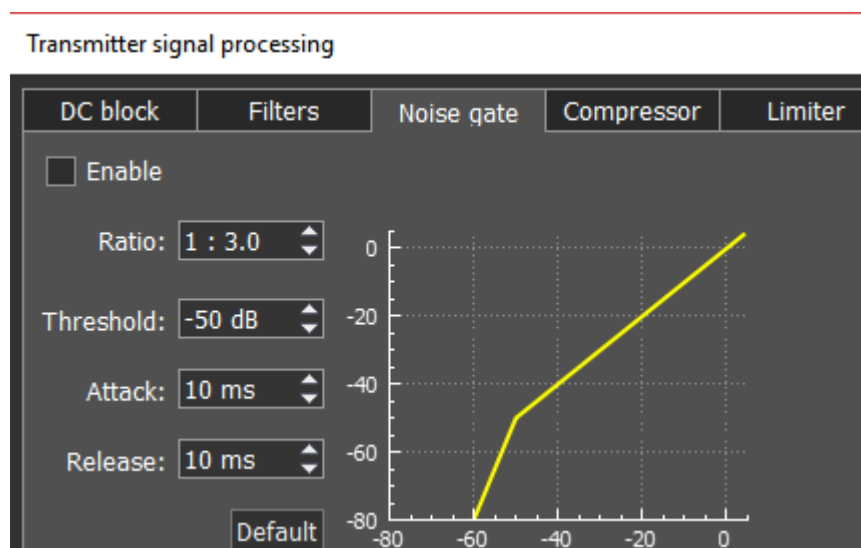 Transmitter signal processing
DC block Filters Noise gate Compressor Limiter
Enable
Ratio: 1 : 3.0
Threshold: -50 dB
Attack: 10 ms
Release: 10 ms
Default
0
-20
-40
-60
-80
-80 -60 -40 -20 0